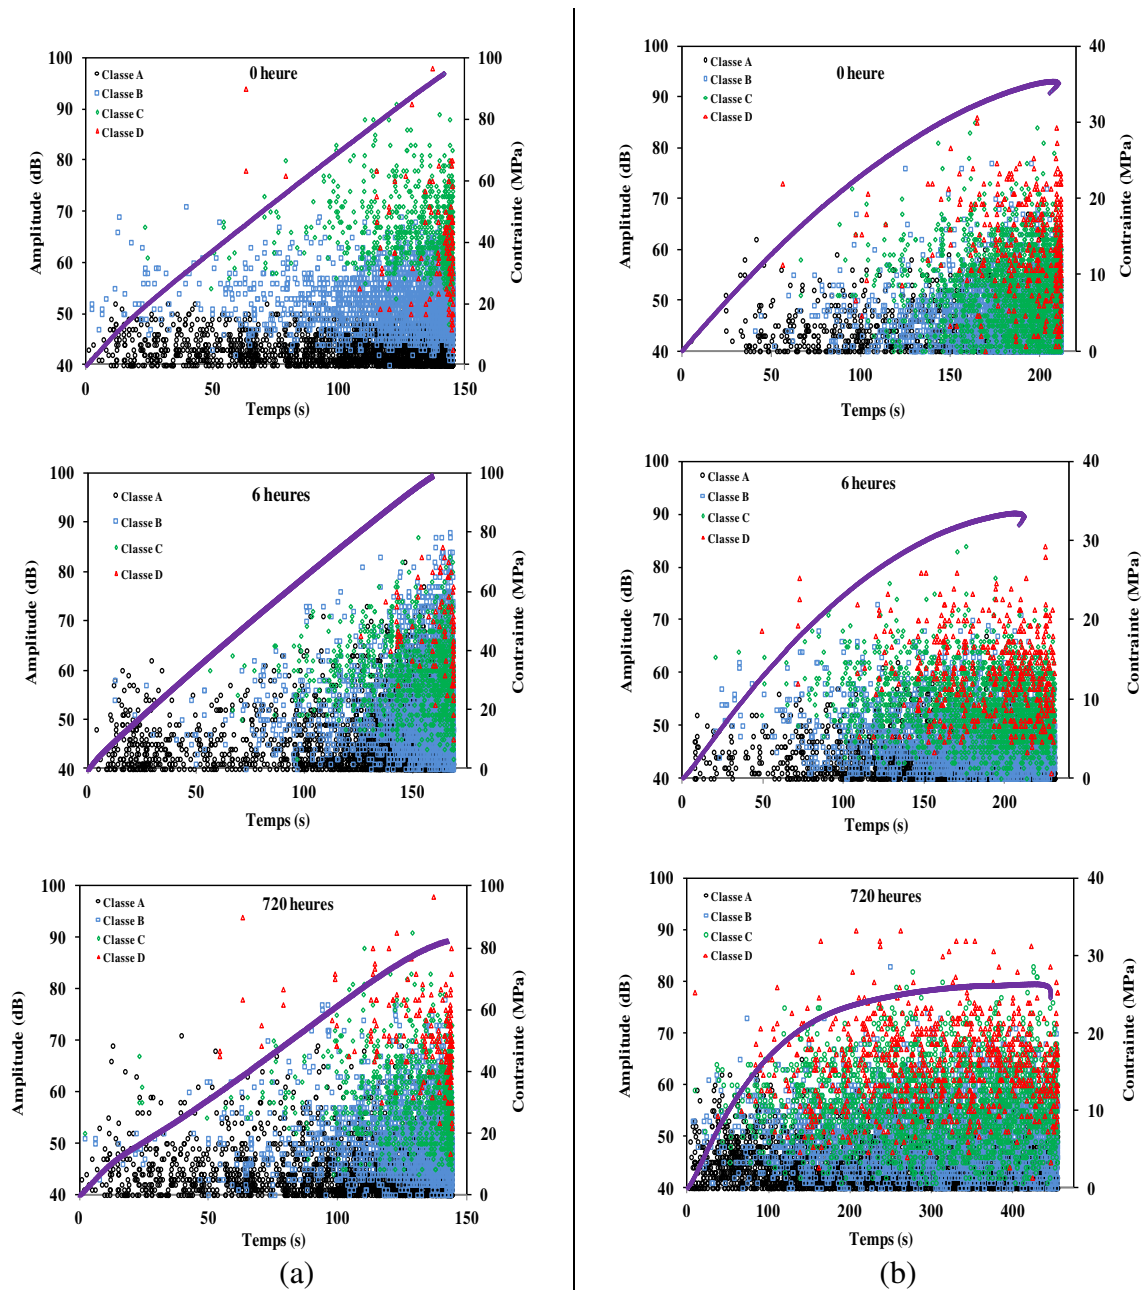 0 heure
Classe A
Classe B
Classe C
Classe D
Amplitude (dB)
100
90
80
70
60
50
40
100
80
60
40
20
0
Contrainte (MPa)
0 50 100 150
Temps (s)
6 heures
Classe A
Classe B
Classe C
Classe D
Amplitude (dB)
100
90
80
70
60
50
40
100
80
60
40
20
0
Contrainte (MPa)
0 50 100 150
Temps (s)
720 heures
Classe A
Classe B
Classe C
Classe D
Amplitude (dB)
100
90
80
70
60
50
40
100
80
60
40
20
0
Contrainte (MPa)
0 50 100 150
Temps (s)
(a)
0 heure
Classe A
Classe B
Classe C
Classe D
Amplitude (dB)
100
90
80
70
60
50
40
40
30
20
10
0
Contrainte (MPa)
0 50 100 150 200
Temps (s)
6 heures
Classe A
Classe B
Classe C
Classe D
Amplitude (dB)
100
90
80
70
60
50
40
40
30
20
10
0
Contrainte (MPa)
0 50 100 150 200
Temps (s)
720 heures
Classe A
Classe B
Classe C
Classe D
Amplitude (dB)
100
90
80
70
60
50
40
40
30
20
10
0
Contrainte (MPa)
0 100 200 300 400
Temps (s)
(b)